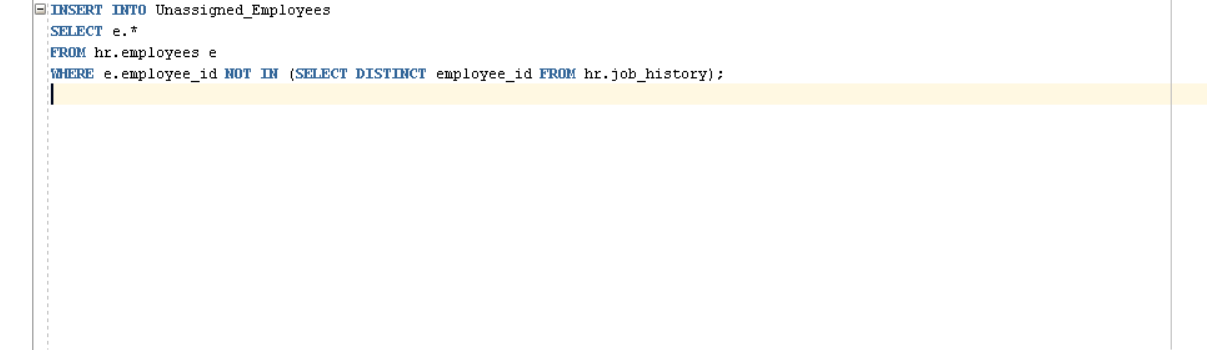 INSERT INTO Unassigned_Employees
SELECT e.*
FROM hr.employees e
WHERE e.employee_id NOT IN (SELECT DISTINCT employee_id FROM hr.job_history);